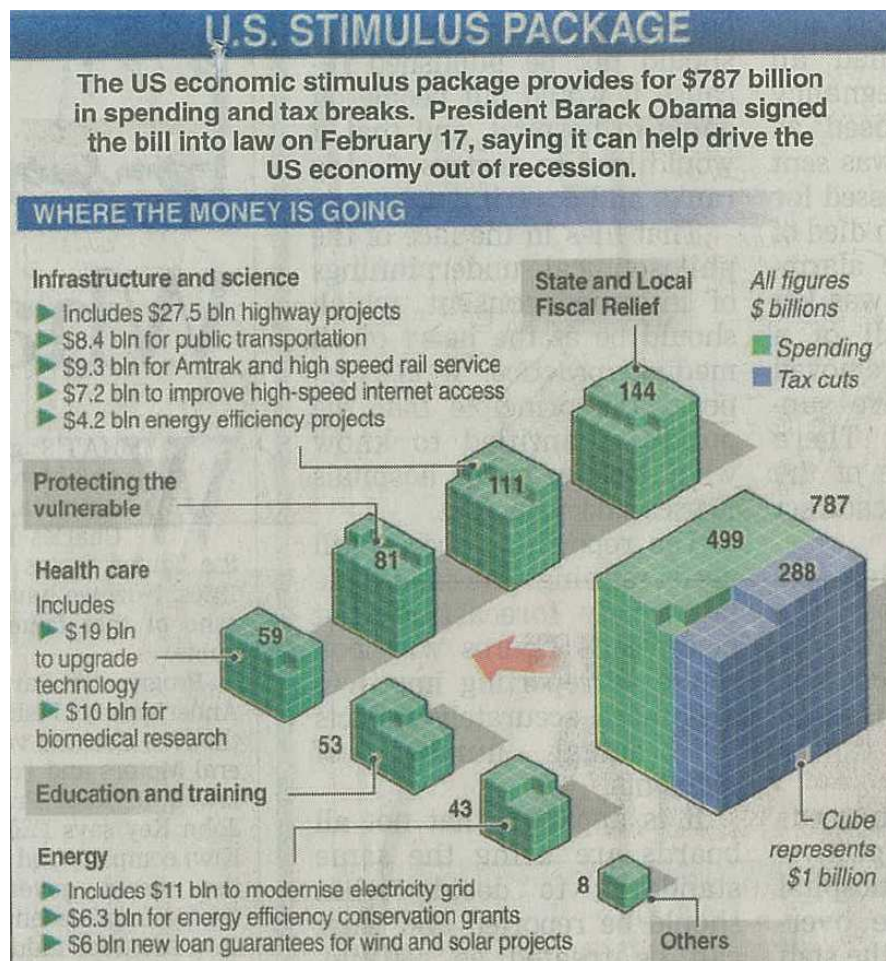 U.S. STIMULUS PACKAGE
The US economic stimulus package provides for $787 billion
in spending and tax breaks. President Barack Obama signed
the bill into law on February 17, saying it can help drive the
US economy out of recession.
WHERE THE MONEY IS GOING
Infrastructure and science
▶ Includes $27.5 bln highway projects
▶ $8.4 bln for public transportation
▶ $9.3 bln for Amtrak and high speed rail service
▶ $7.2 bln to improve high-speed internet access
▶ $4.2 bln energy efficiency projects
State and Local
Fiscal Relief
All figures
$ billions
Spending
Tax cuts
144
111
Protecting the
vulnerable
81
787
499
288
Health care
Includes
▶ $19 bln
to upgrade
technology
▶ $10 bln for
biomedical research
59
53
Education and training
43
Energy
▶ Includes $11 bln to modernise electricity grid
▶ $6.3 bln for energy efficiency conservation grants
▶ $6 bln new loan guarantees for wind and solar projects
8
Others
Cube
represents
$1 billion